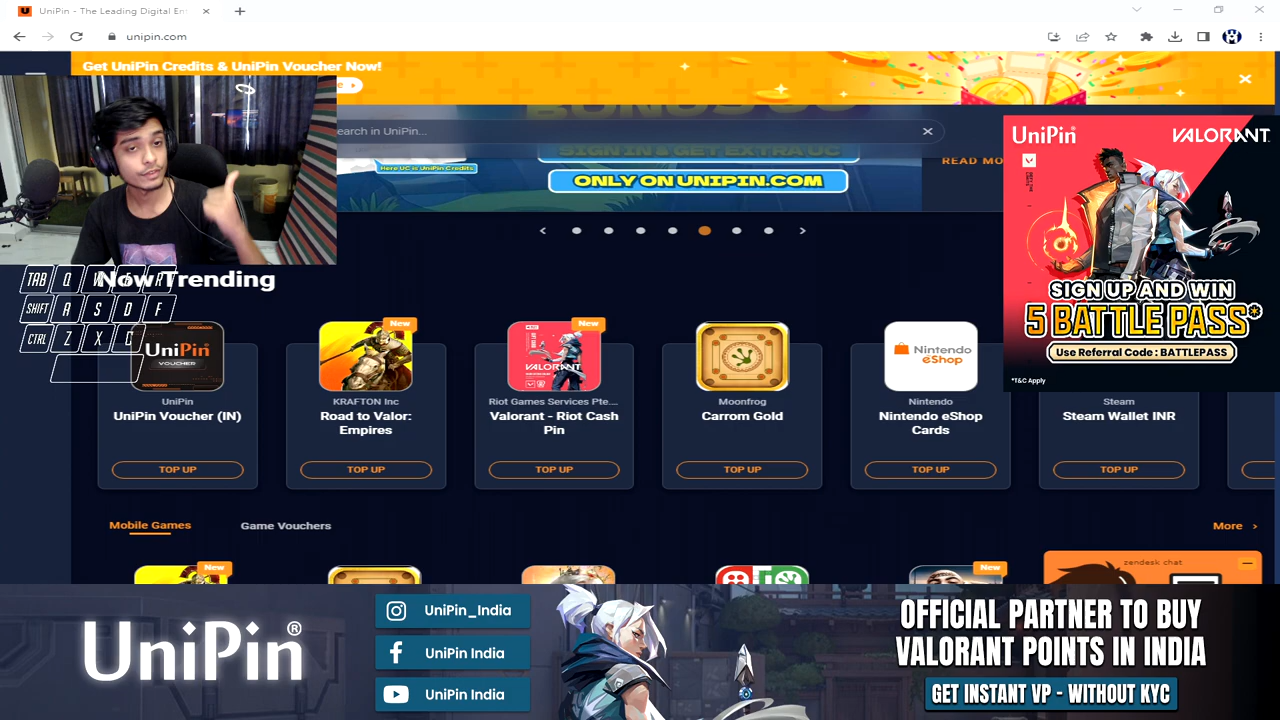 UniPin - The Leading Digital Ent
unipin.com
Get UniPin Credits & UniPin Voucher Now!
earch in UniPin...
SIGN IN & GET EXTRA UC
Here UC is UniPin Credits
ONLY ON UNIPIN.COM
READ MO
UniPin
VALORANT
SIGN UP AND WIN
5 BATTLE PASS*
Use Referral Code : BATTLEPASS
*T&C Apply
Now Trending
TAB Q W E R
SHIFT A S D F
CTRL Z X C
UniPin
VOUCHER
UniPin
UniPin Voucher (IN)
TOP UP
New
KRAFTON Inc
Road to Valor:
Empires
TOP UP
New
VALORANT
Riot Games Services Pte....
Valorant - Riot Cash
Pin
TOP UP
Moonfrog
Carrom Gold
TOP UP
Nintendo
eShop
Nintendo
Nintendo eShop
Cards
TOP UP
Steam
Steam Wallet INR
TOP UP
Mobile Games
Game Vouchers
More >
New
New
zendesk chat
UniPin®
UniPin_India
UniPin India
UniPin India
OFFICIAL PARTNER TO BUY
VALORANT POINTS IN INDIA
GET INSTANT VP - WITHOUT KYC